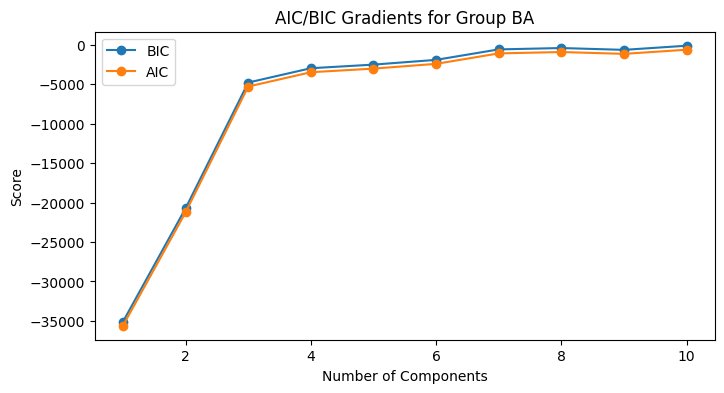 AIC/BIC Gradients for Group BA
BIC
AIC
Score
0
−5000
−10000
−15000
−20000
−25000
−30000
−35000
2
4
6
8
10
Number of Components